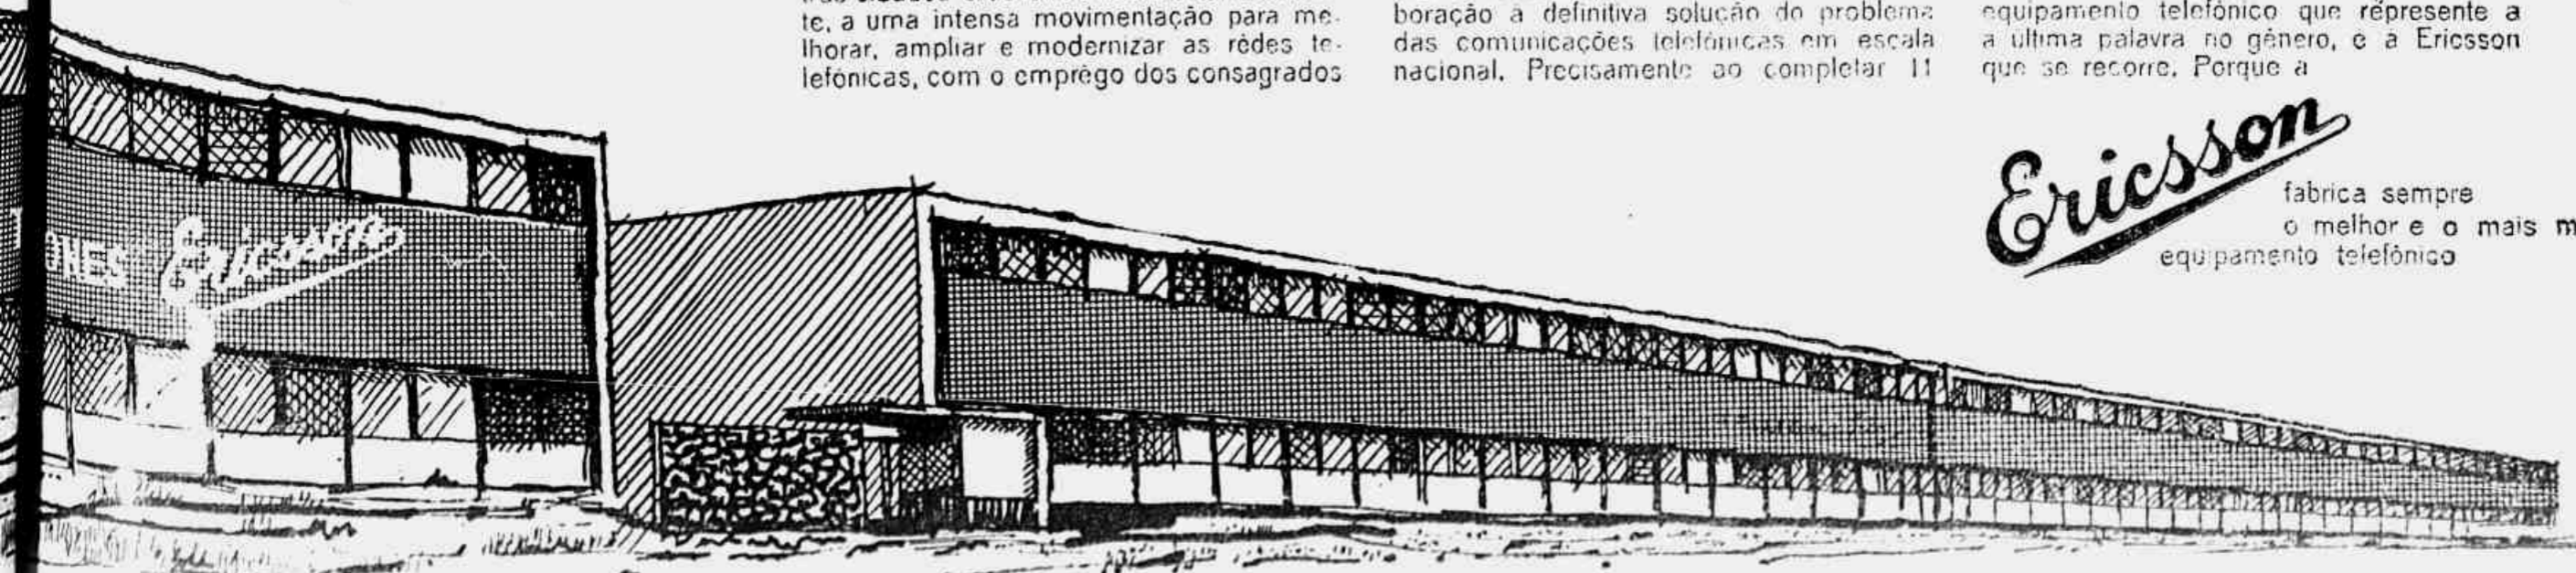 te, a uma intensa movimentação para me-
lhorar, ampliar e modernizar as rêdes te-
lefônicas, com o emprêgo dos consagrados
boração a definitiva solução do problema
das comunicações telefônicas em escala
nacional. Precisamente ao completar 11
equipamento telefônico que represente a
a ultima palavra no gênero, é à Ericsson
que se recorre. Porque a
Ericsson
fabrica sempre
o melhor e o mais m
equipamento telefônico
ONES Ericsson